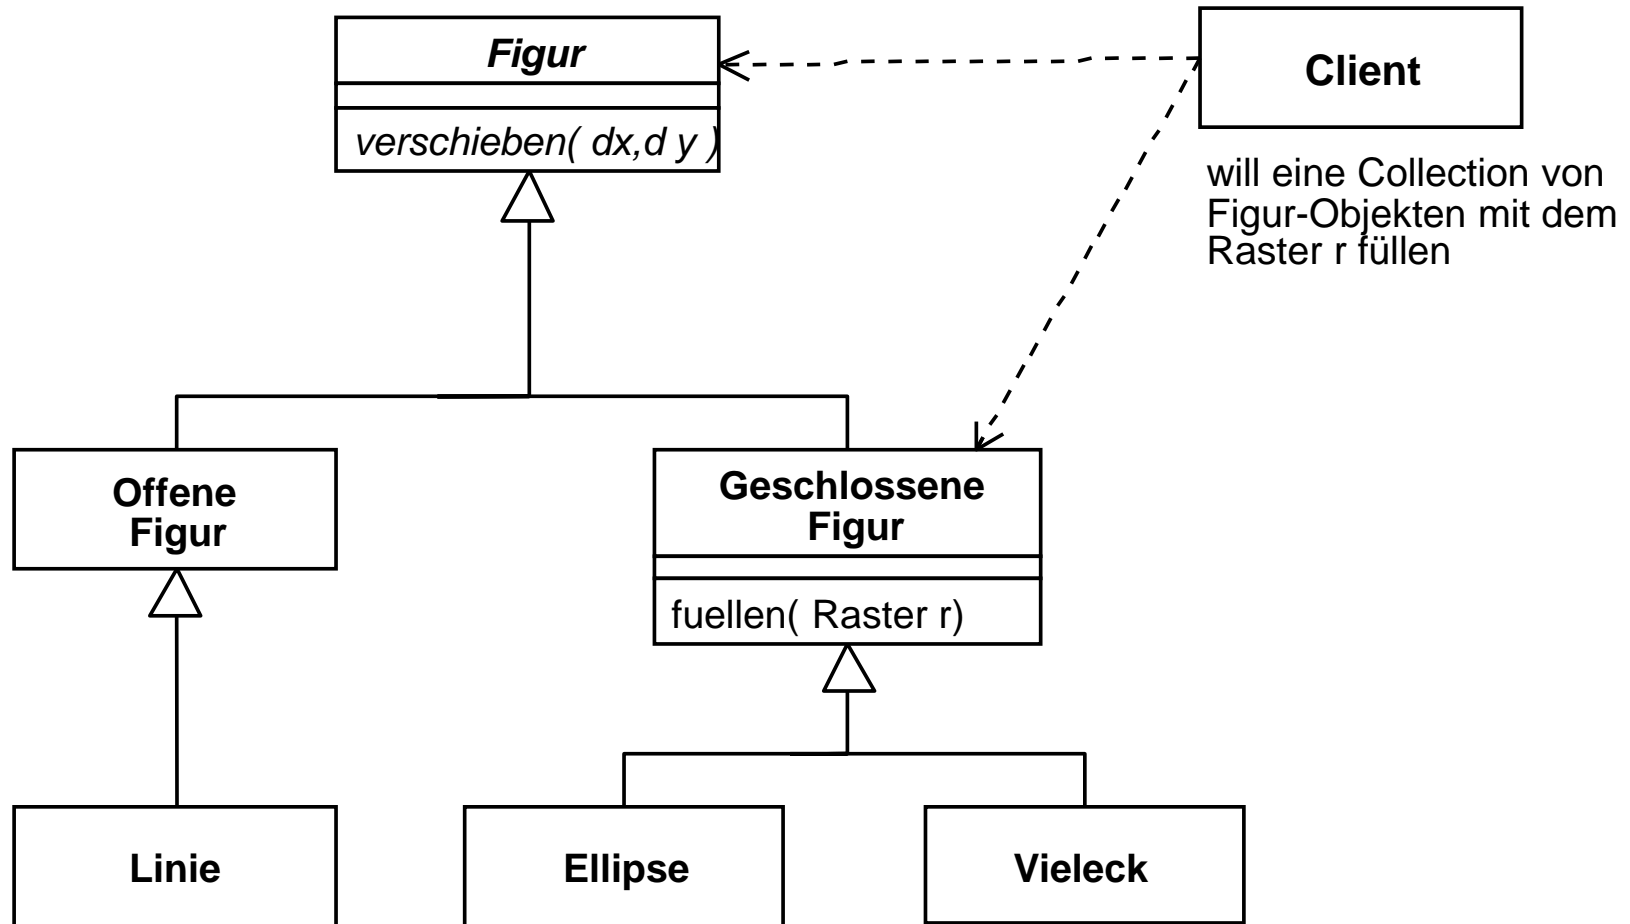 Figur
verschieben( dx,d y )
Client
will eine Collection von
Figur-Objekten mit dem
Raster r füllen
Offene
Figur
Geschlossene
Figur
fuellen( Raster r)
Linie
Ellipse
Vieleck